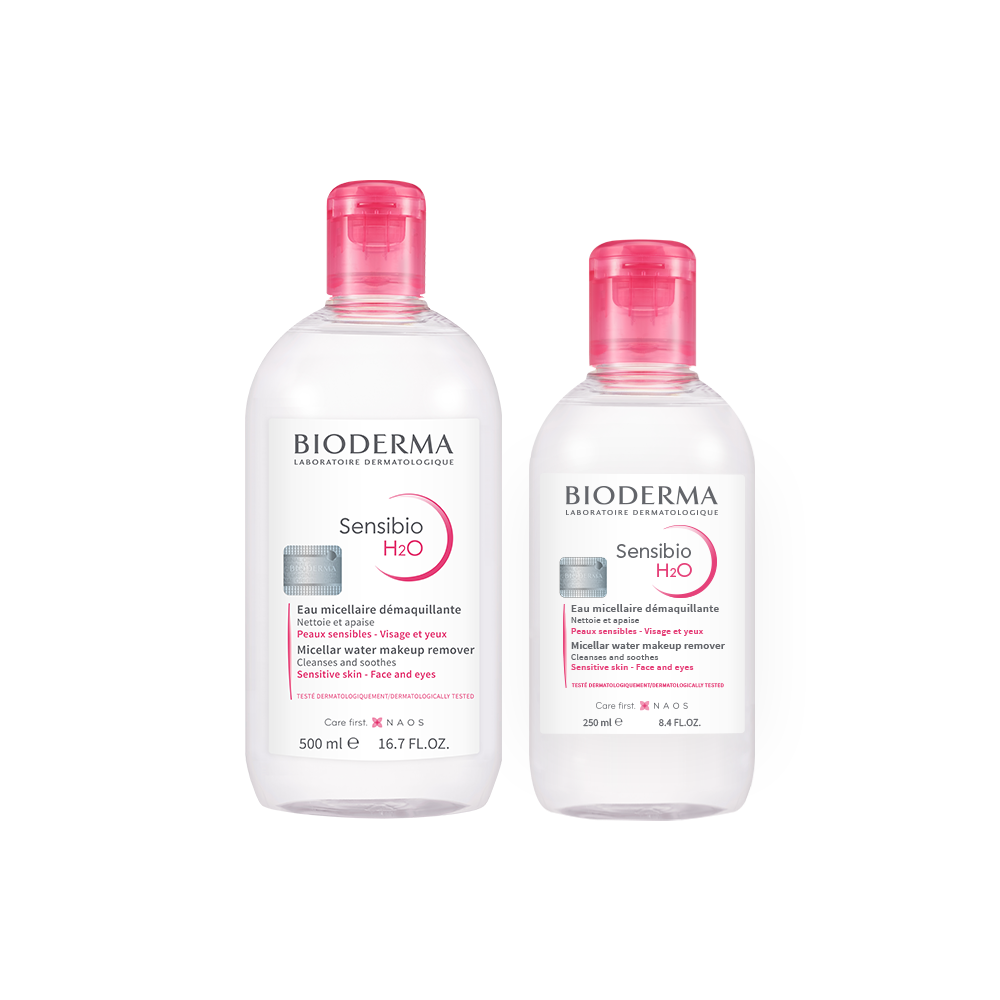 BIODERMA
LABORATOIRE DERMATOLOGIQUE
Sensibio
H2O
BIODERMA
Eau micellaire démaquillante
Nettoie et apaise
Peaux sensibles - Visage et yeux
Micellar water makeup remover
Cleanses and soothes
Sensitive skin - Face and eyes
TESTÉ DERMATOLOGIQUEMENT/DERMATOLOGICALLY TESTED
Care first. NAOS
500 ml ℮ 16.7 FL.OZ.
BIODERMA
LABORATOIRE DERMATOLOGIQUE
Sensibio
H2O
BIODERMA
Eau micellaire démaquillante
Nettoie et apaise
Peaux sensibles - Visage et yeux
Micellar water makeup remover
Cleanses and soothes
Sensitive skin - Face and eyes
TESTÉ DERMATOLOGIQUEMENT/DERMATOLOGICALLY TESTED
Care first. NAOS
250 ml ℮ 8.4 FL.OZ.